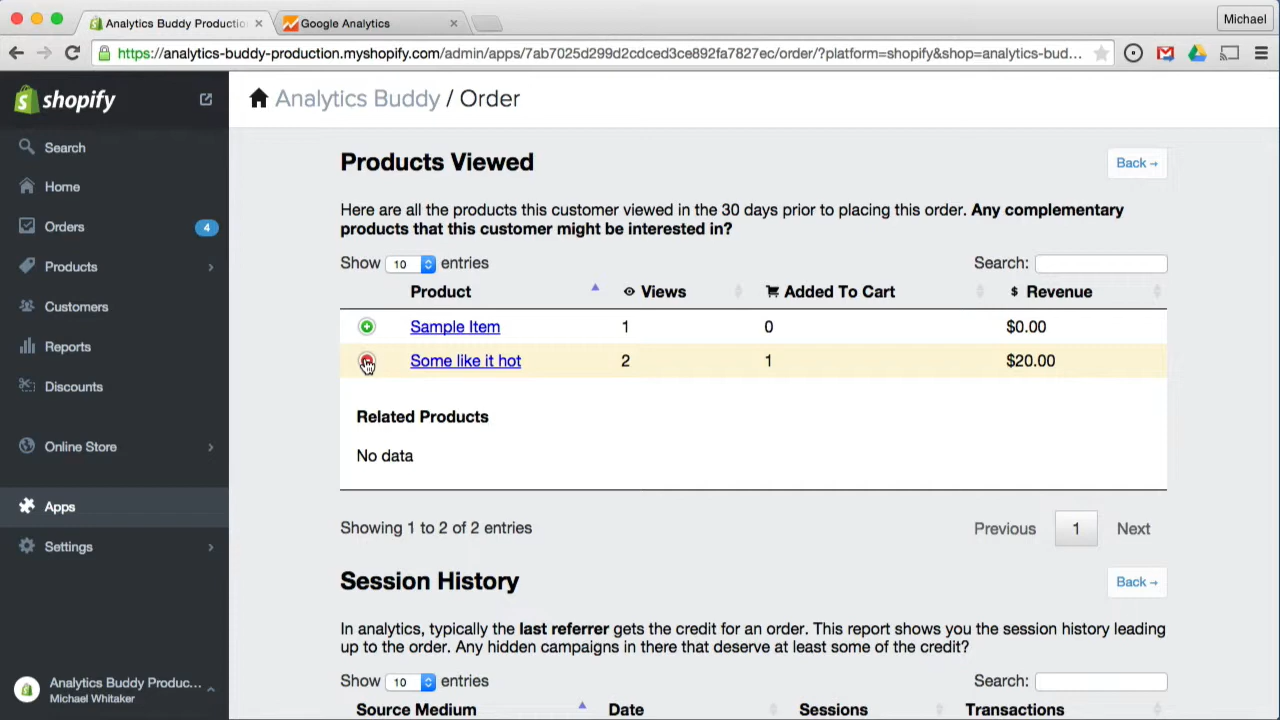 Analytics Buddy Productio
Google Analytics
Michael
https://analytics-buddy-production.myshopify.com/admin/apps/7ab7025d299d2cdced3ce892fa7827ec/order/?platform=shopify&shop=analytics-bud...
shopify
Analytics Buddy / Order
Search
Home
Orders 4
Products
Customers
Reports
Discounts
Online Store
Apps
Settings
Analytics Buddy Produc...
Michael Whitaker
Products Viewed
Back →
Here are all the products this customer viewed in the 30 days prior to placing this order. Any complementary
products that this customer might be interested in?
Show 10 entries
Search:
Product Views Added To Cart $ Revenue
Sample Item 1 0 $0.00
Some like it hot 2 1 $20.00
Related Products
No data
Showing 1 to 2 of 2 entries
Previous 1 Next
Session History
Back →
In analytics, typically the last referrer gets the credit for an order. This report shows you the session history leading
up to the order. Any hidden campaigns in there that deserve at least some of the credit?
Show 10 entries
Search:
Source Medium Date Sessions Transactions